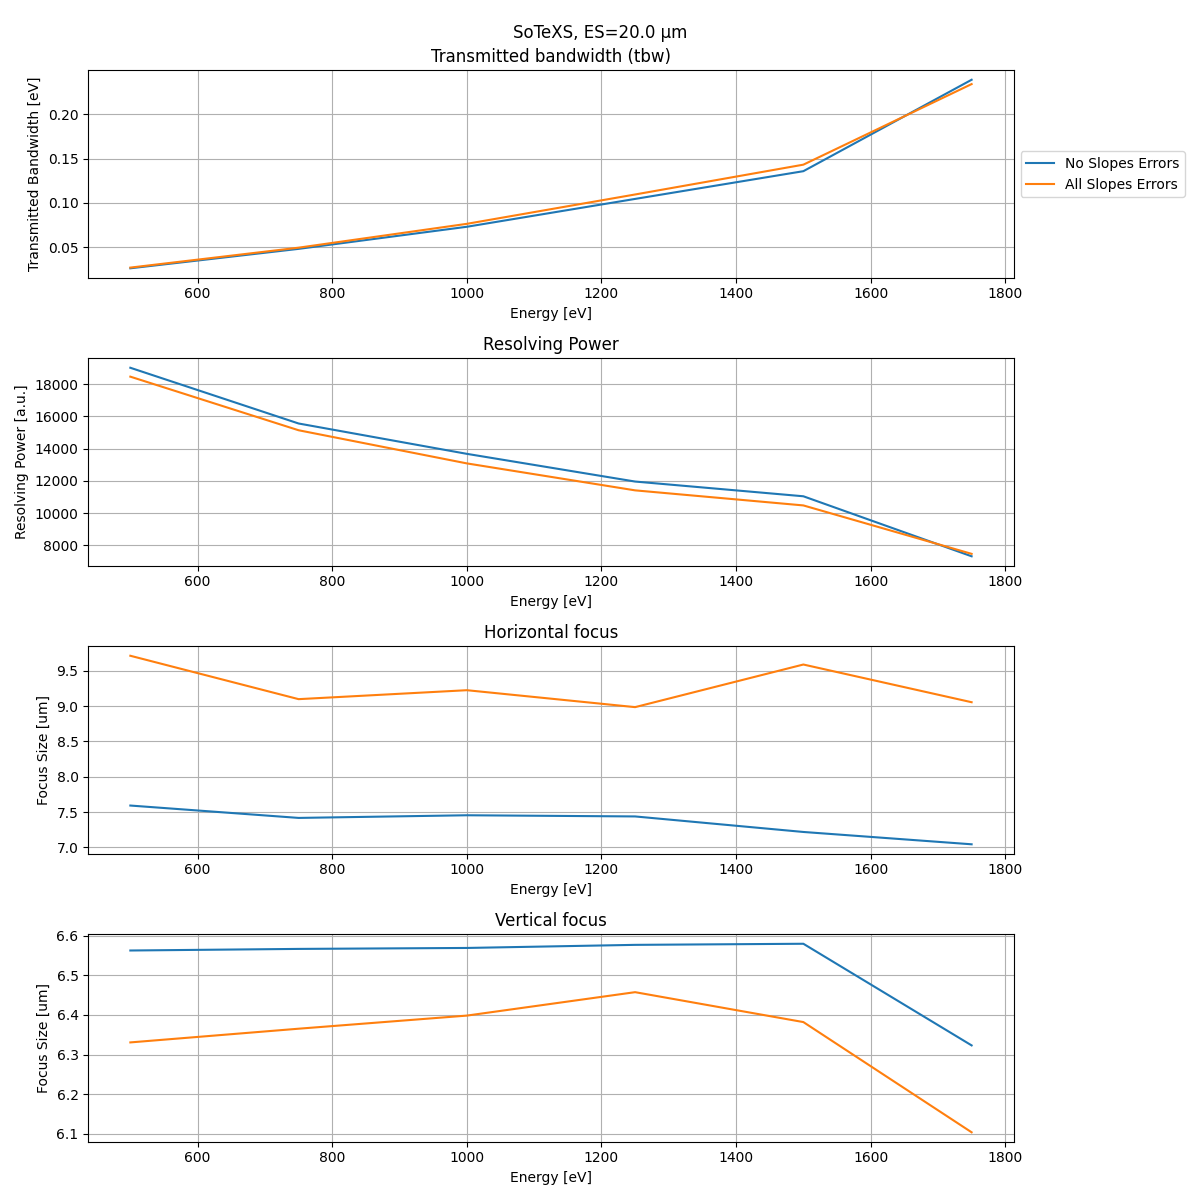 SoTeXS, ES=20.0 μm
Transmitted bandwidth (tbw)
Transmitted Bandwidth [eV]
0.20
0.15
0.10
0.05
600 800 1000 1200 1400 1600 1800
Energy [eV]
No Slopes Errors
All Slopes Errors
Resolving Power
Resolving Power [a.u.]
18000
16000
14000
12000
10000
8000
600 800 1000 1200 1400 1600 1800
Energy [eV]
Horizontal focus
Focus Size [um]
9.5
9.0
8.5
8.0
7.5
7.0
600 800 1000 1200 1400 1600 1800
Energy [eV]
Vertical focus
Focus Size [um]
6.6
6.5
6.4
6.3
6.2
6.1
600 800 1000 1200 1400 1600 1800
Energy [eV]